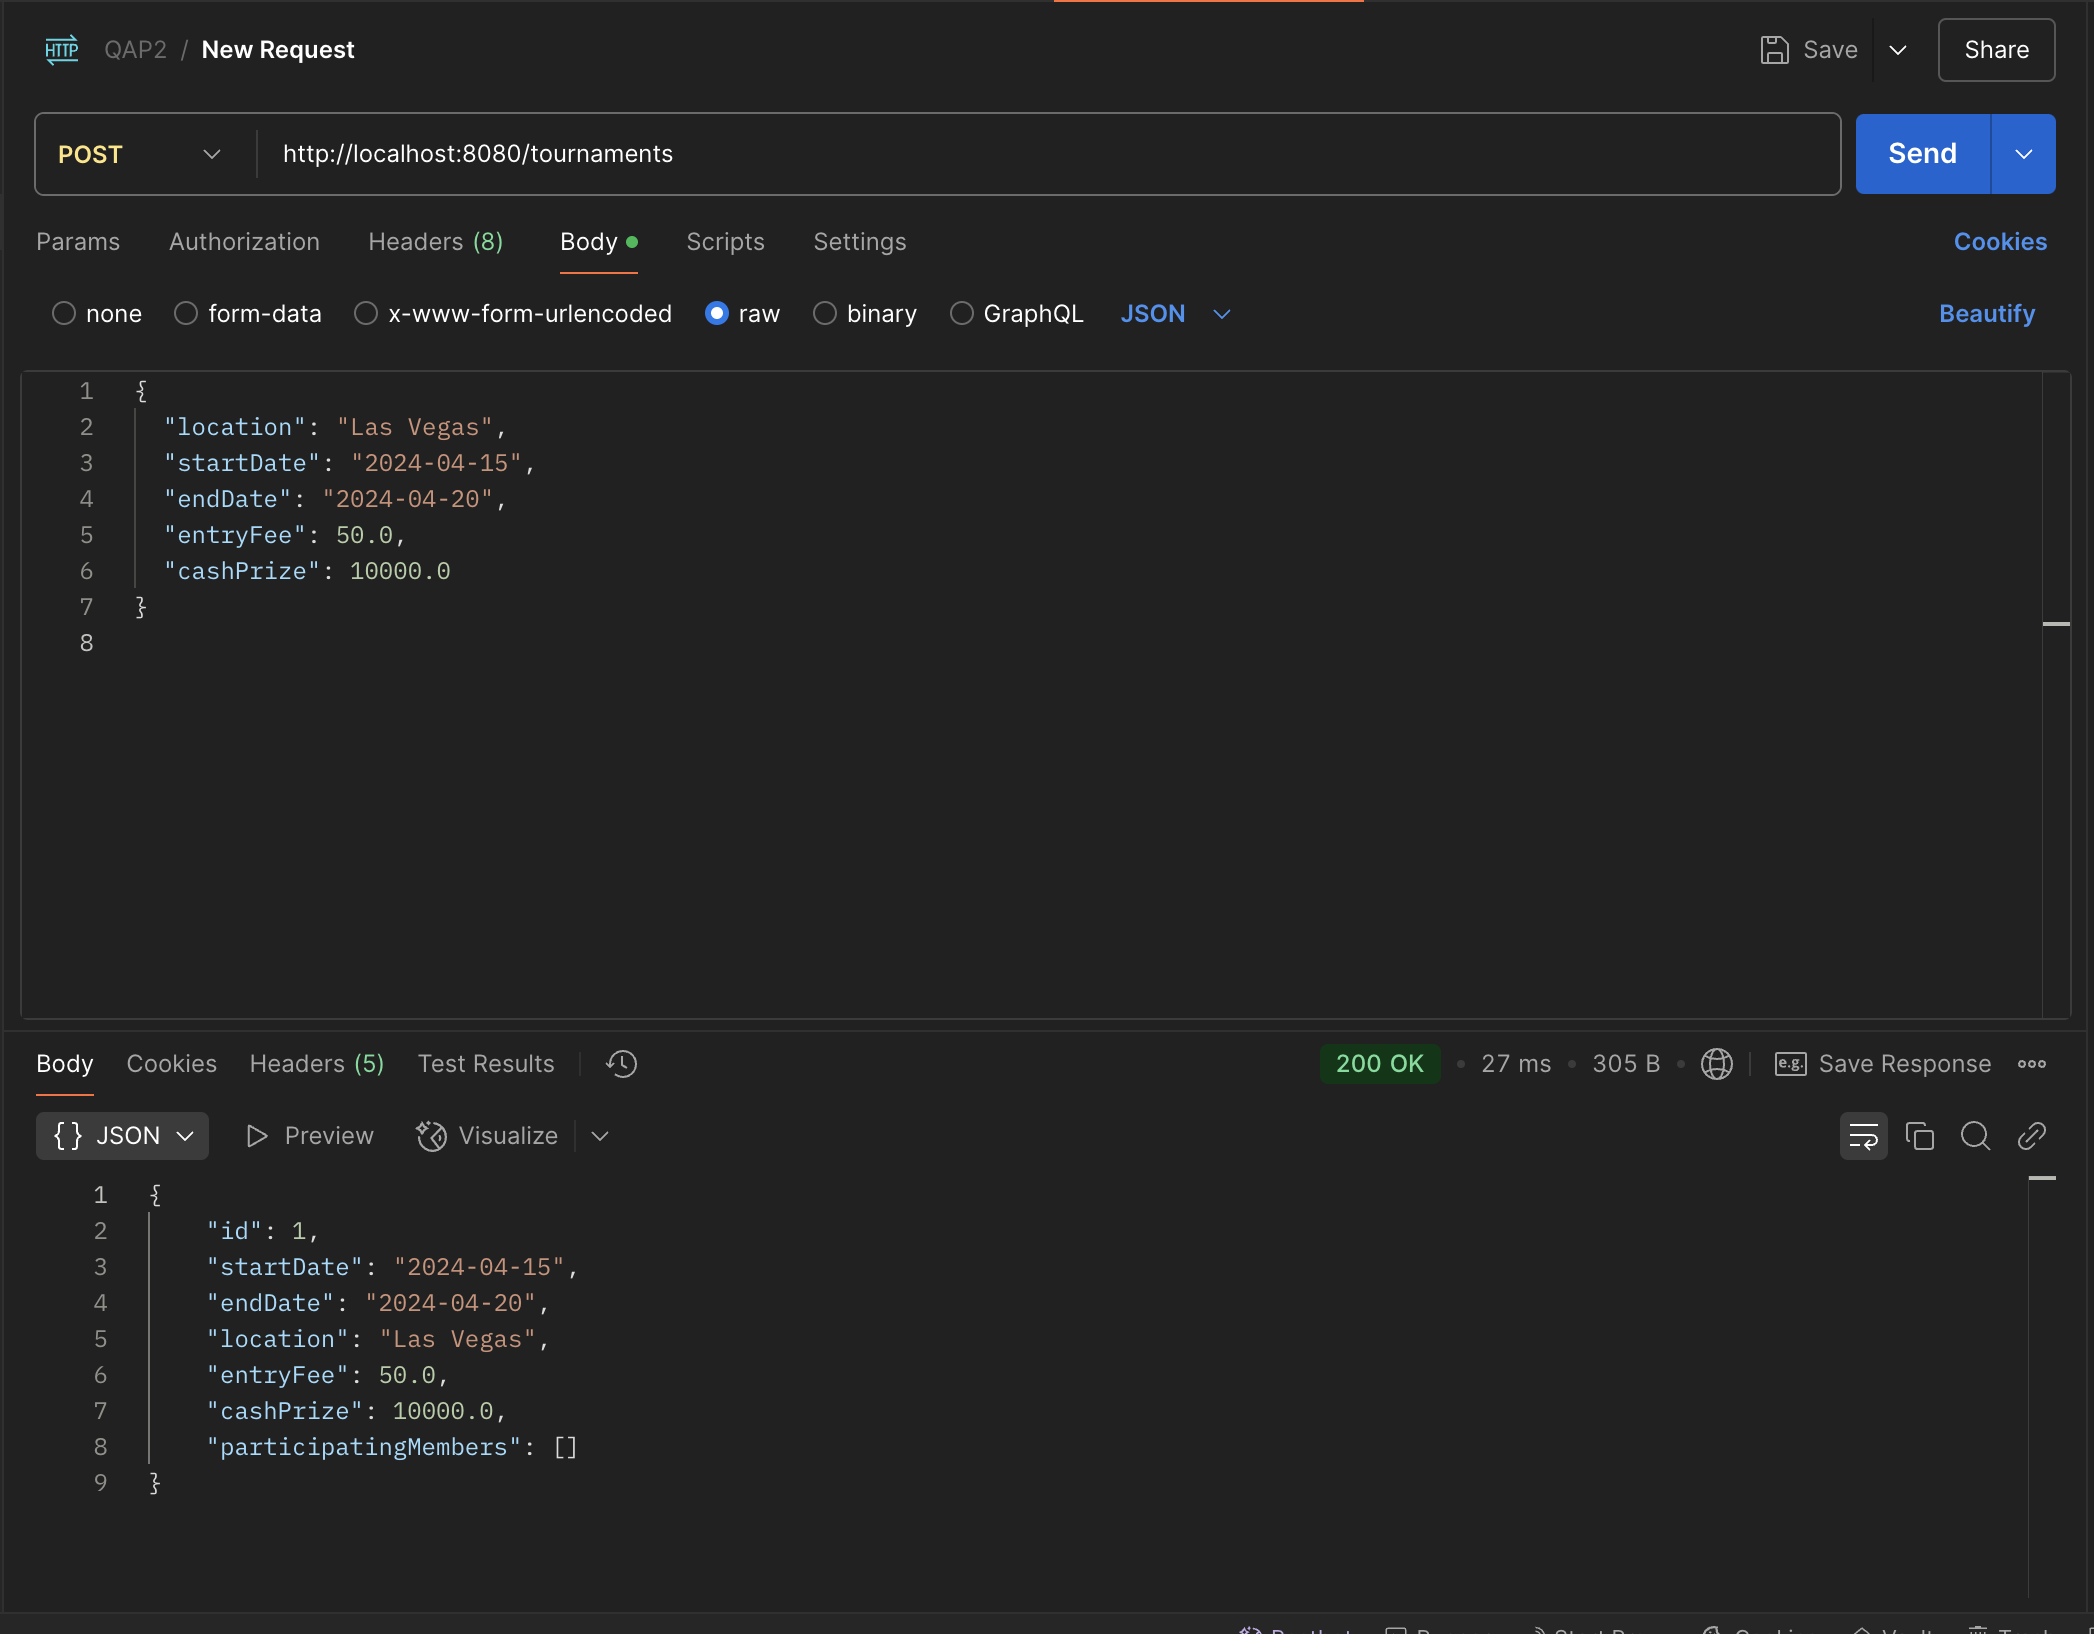 HTTP QAP2 / New Request Save Share
POST http://localhost:8080/tournaments Send
Params Authorization Headers (8) Body Scripts Settings Cookies
none form-data x-www-form-urlencoded raw binary GraphQL JSON Beautify
1 {
2 "location": "Las Vegas",
3 "startDate": "2024-04-15",
4 "endDate": "2024-04-20",
5 "entryFee": 50.0,
6 "cashPrize": 10000.0
7 }
8
Body Cookies Headers (5) Test Results 200 OK • 27 ms • 305 B • e.g. Save Response
{} JSON Preview Visualize
1 {
2 "id": 1,
3 "startDate": "2024-04-15",
4 "endDate": "2024-04-20",
5 "location": "Las Vegas",
6 "entryFee": 50.0,
7 "cashPrize": 10000.0,
8 "participatingMembers": []
9 }